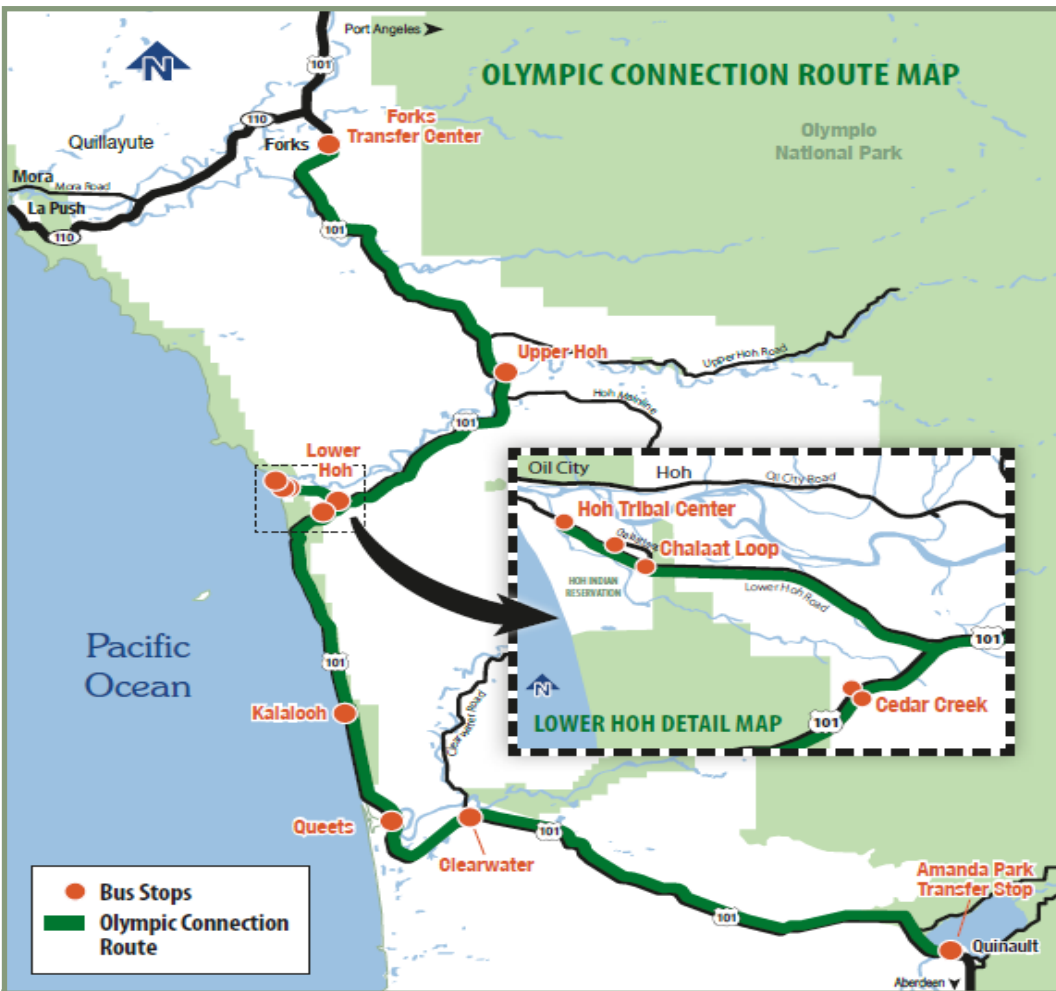 Port Angeles
N
101
OLYMPIC CONNECTION ROUTE MAP
110
Forks
Transfer Center
Quillayute
Forks
Olympio
National Park
Mora
Mora Road
La Push
110
101
Upper Hoh
Upper Hoh Road
Hoh Mainline
101
Lower
Hoh
Oil City
Hoh
Oil City Road
Hoh Tribal Center
Chalaat Loop
HOH INDIAN
RESERVATION
Lower Hoh Road
101
Pacific
Ocean
101
N
Cedar Creek
LOWER HOH DETAIL MAP
101
Kalalooh
Clearwater Road
Queets
101
Clearwater
Amanda Park
Transfer Stop
Bus Stops
Olympic Connection
Route
101
Quinault
Aberdeen